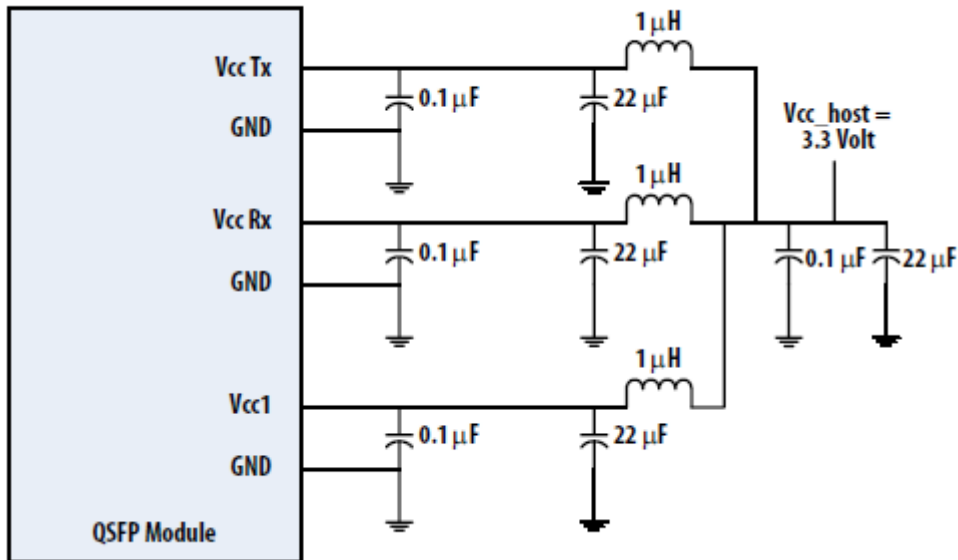 1 μH
Vcc Tx
0.1 μF
22 μF
GND
Vcc_host =
3.3 Volt
1 μH
Vcc Rx
0.1 μF
22 μF
0.1 μF
22 μF
GND
1 μH
Vcc1
0.1 μF
22 μF
GND
QSFP Module